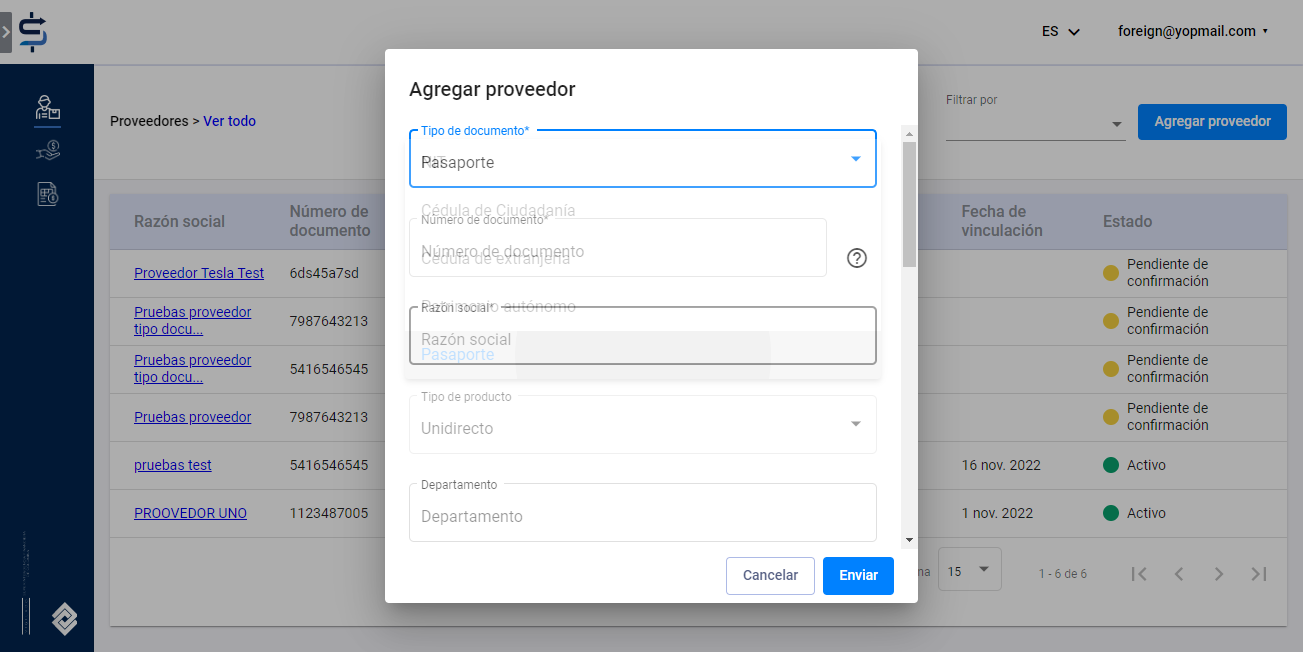 ES
foreign@yopmail.com
Proveedores > Ver todo
Filtrar por
Agregar proveedor
Razón social
Número de documento
Fecha de vinculación
Estado
Proveedor Tesla Test
6ds45a7sd
Pendiente de confirmación
Pruebas proveedor tipo docu...
7987643213
Pendiente de confirmación
Pruebas proveedor tipo docu...
5416546545
Pendiente de confirmación
Pruebas proveedor
7987643213
Pendiente de confirmación
pruebas test
5416546545
16 nov. 2022
Activo
PROOVEDOR UNO
1123487005
1 nov. 2022
Activo
15
1 - 6 de 6
Agregar proveedor
Tipo de documento*
Pasaporte
Cédula de Ciudadanía
Número de documento*
Número de documento
Cédula de extranjería
Patrimonio autónomo
Razón social*
Razón social
Pasaporte
Tipo de producto
Unidirecto
Departamento
Departamento
Cancelar
Enviar